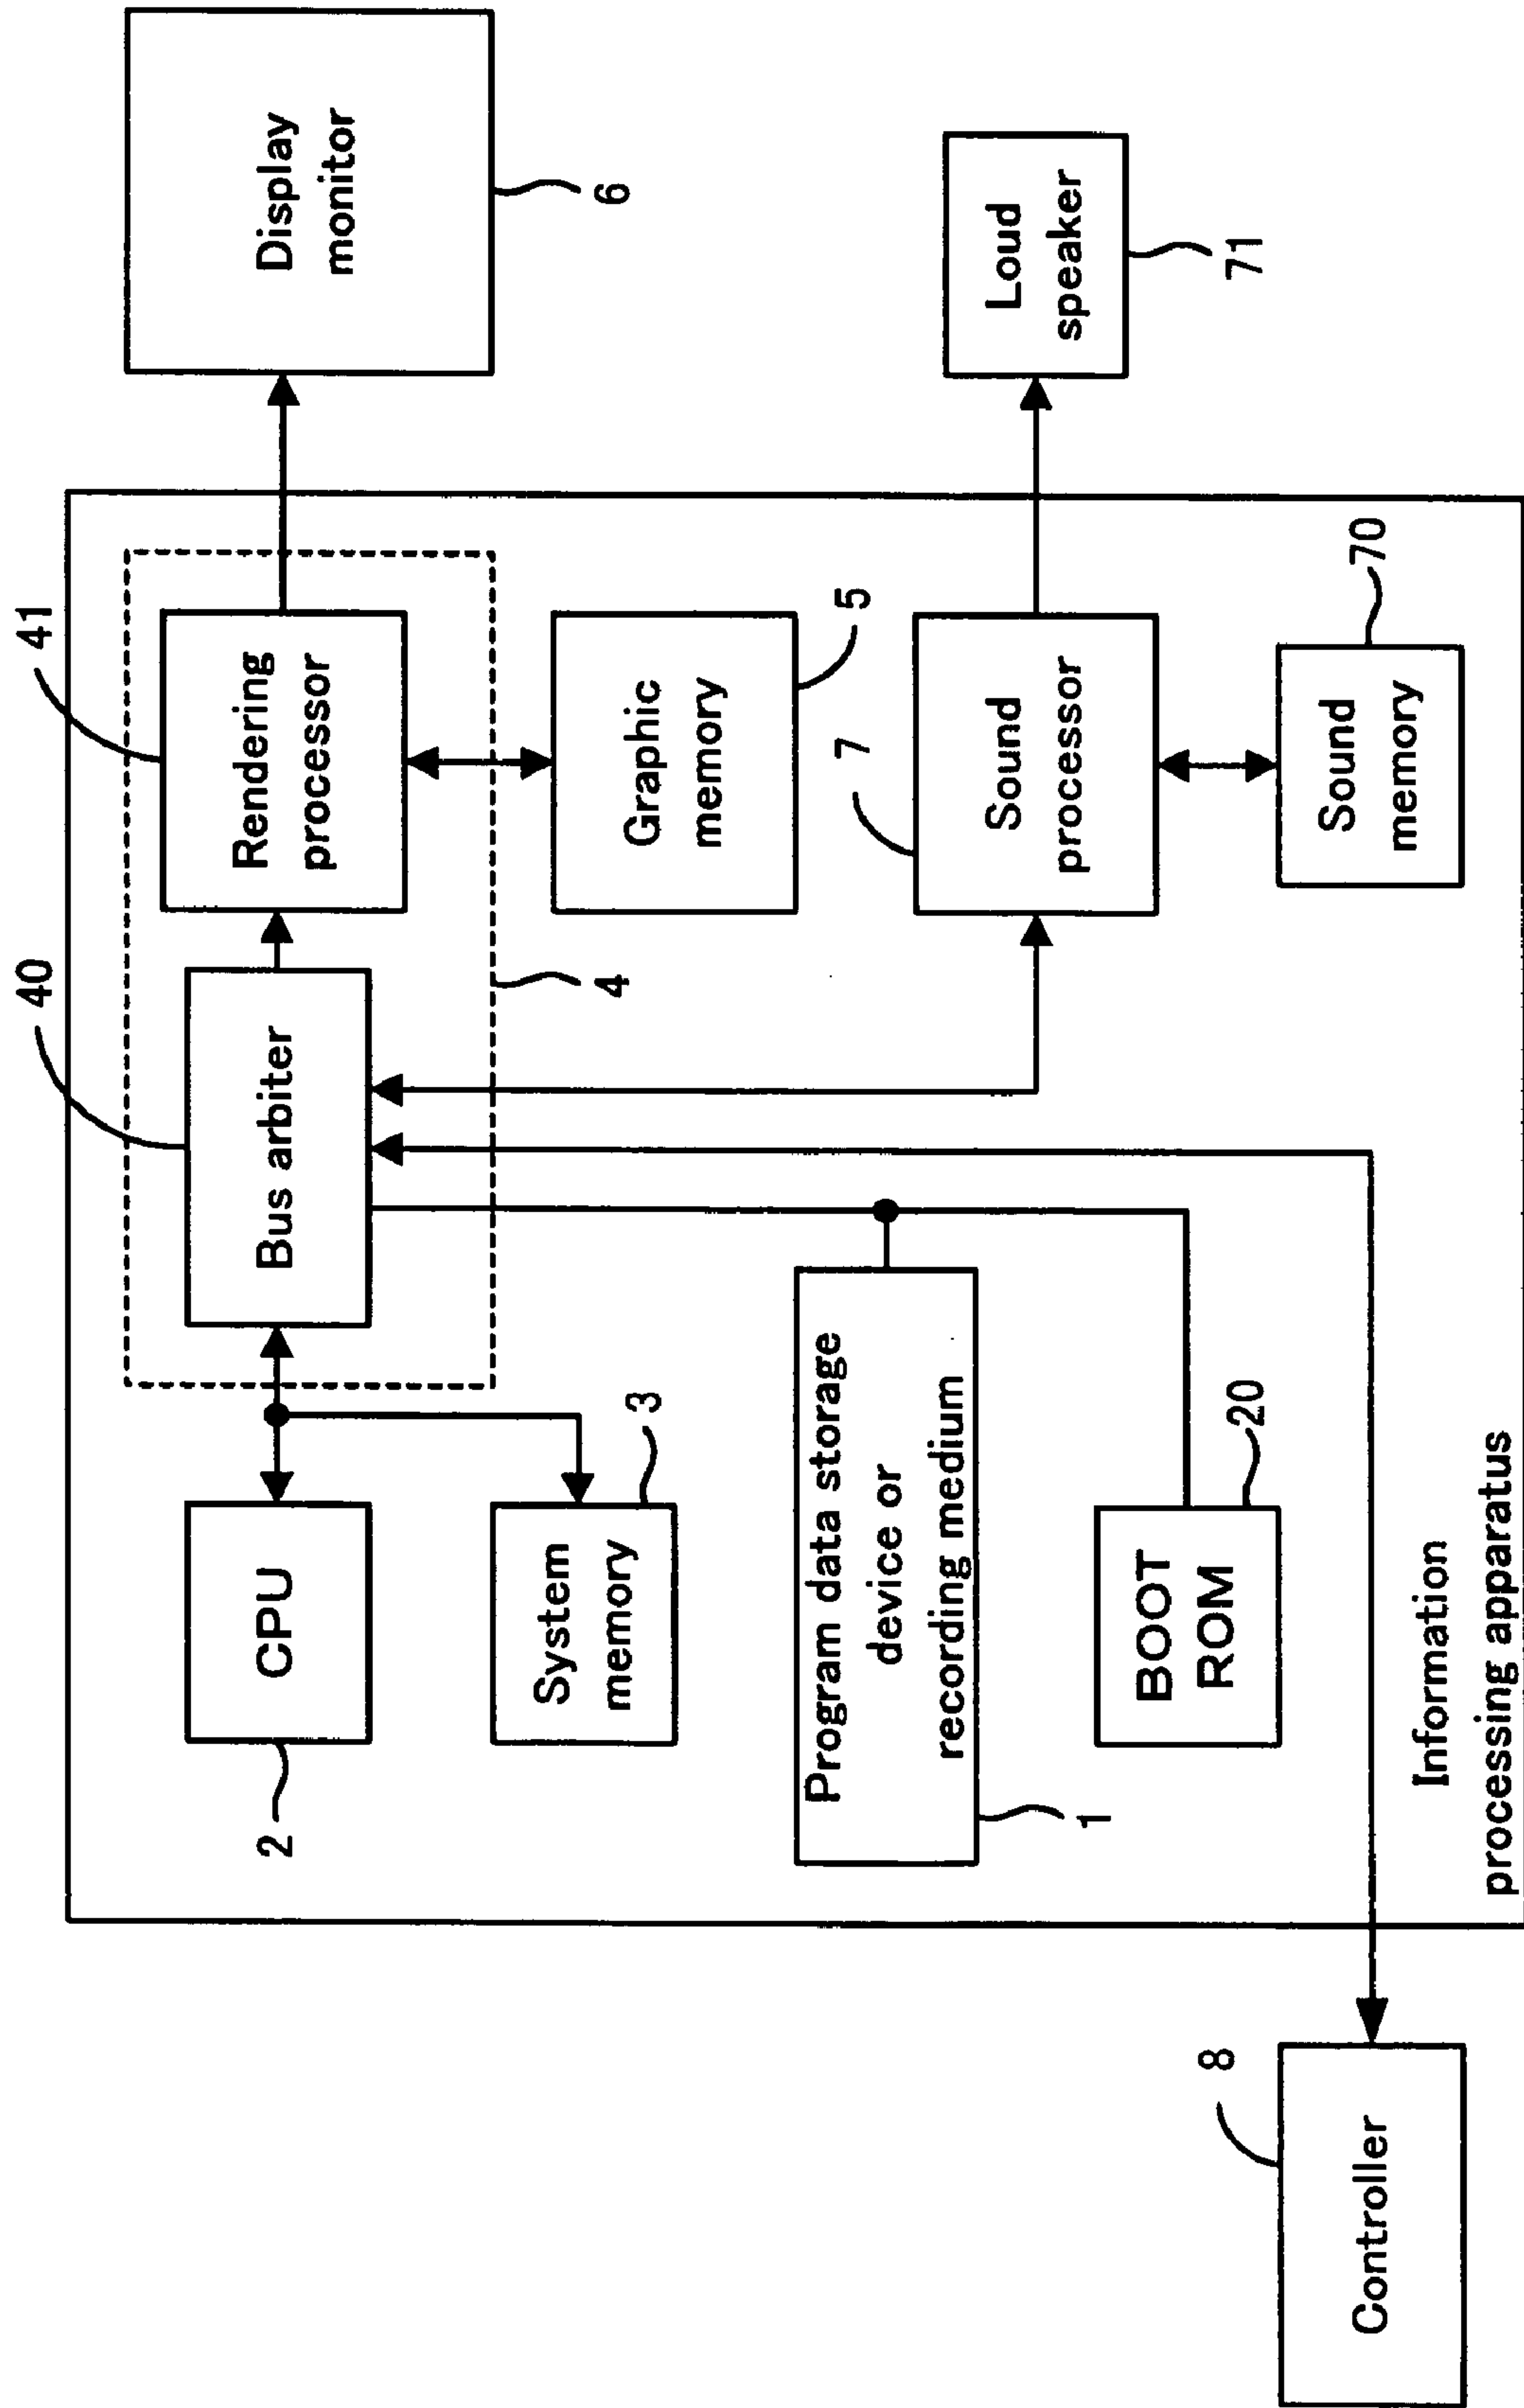 40
41
CPU
2
Bus arbiter
Rendering
processor
Display
monitor
6
4
System
memory
3
Graphic
memory
5
Program data storage
device or
recording medium
1
7
Sound
processor
Loud
speaker
71
BOOT
ROM
20
Sound
memory
70
8
Controller
Information
processing apparatus